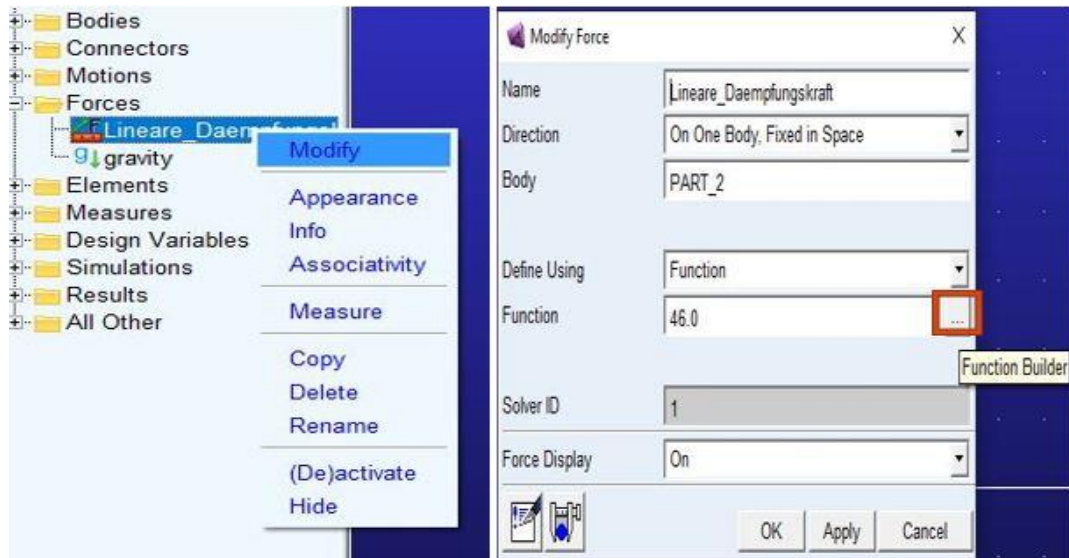 Bodies
Connectors
Motions
Forces
Lineare_Daempfungsl
gravity
Elements
Measures
Design Variables
Simulations
Results
All Other
Modify
Appearance
Info
Associativity
Measure
Copy
Delete
Rename
(De)activate
Hide
Modify Force X
Name Lineare_Daempfungskraft
Direction On One Body, Fixed in Space
Body PART_2
Define Using Function
Function 46.0 ...
Function Builder
Solver ID 1
Force Display On
OK Apply Cancel